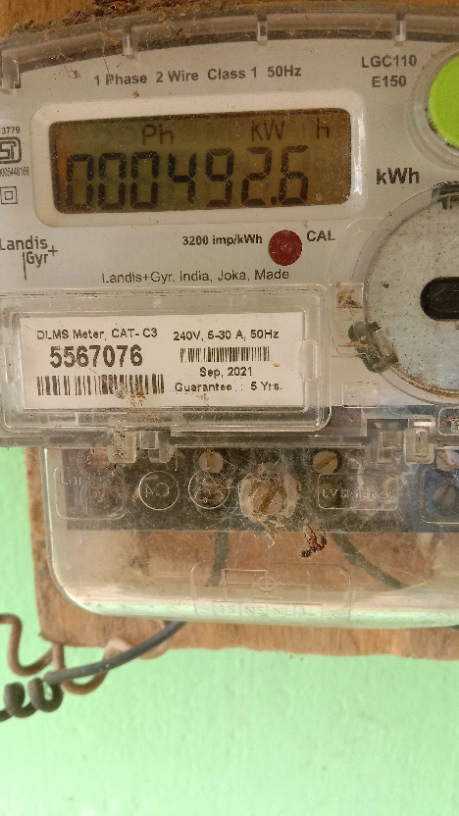 1 Phase 2 Wire Class 1 50Hz
LGC110
E150
Ph kW h
000492.6
kWh
Landis+
Gyr
3200 imp/kWh CAL
Landis+Gyr, India, Joka, Made
DLMS Meter, CAT- C3
5567076
240V, 5-30 A, 50Hz
Sep, 2021
Guarantee : 5 Yrs.